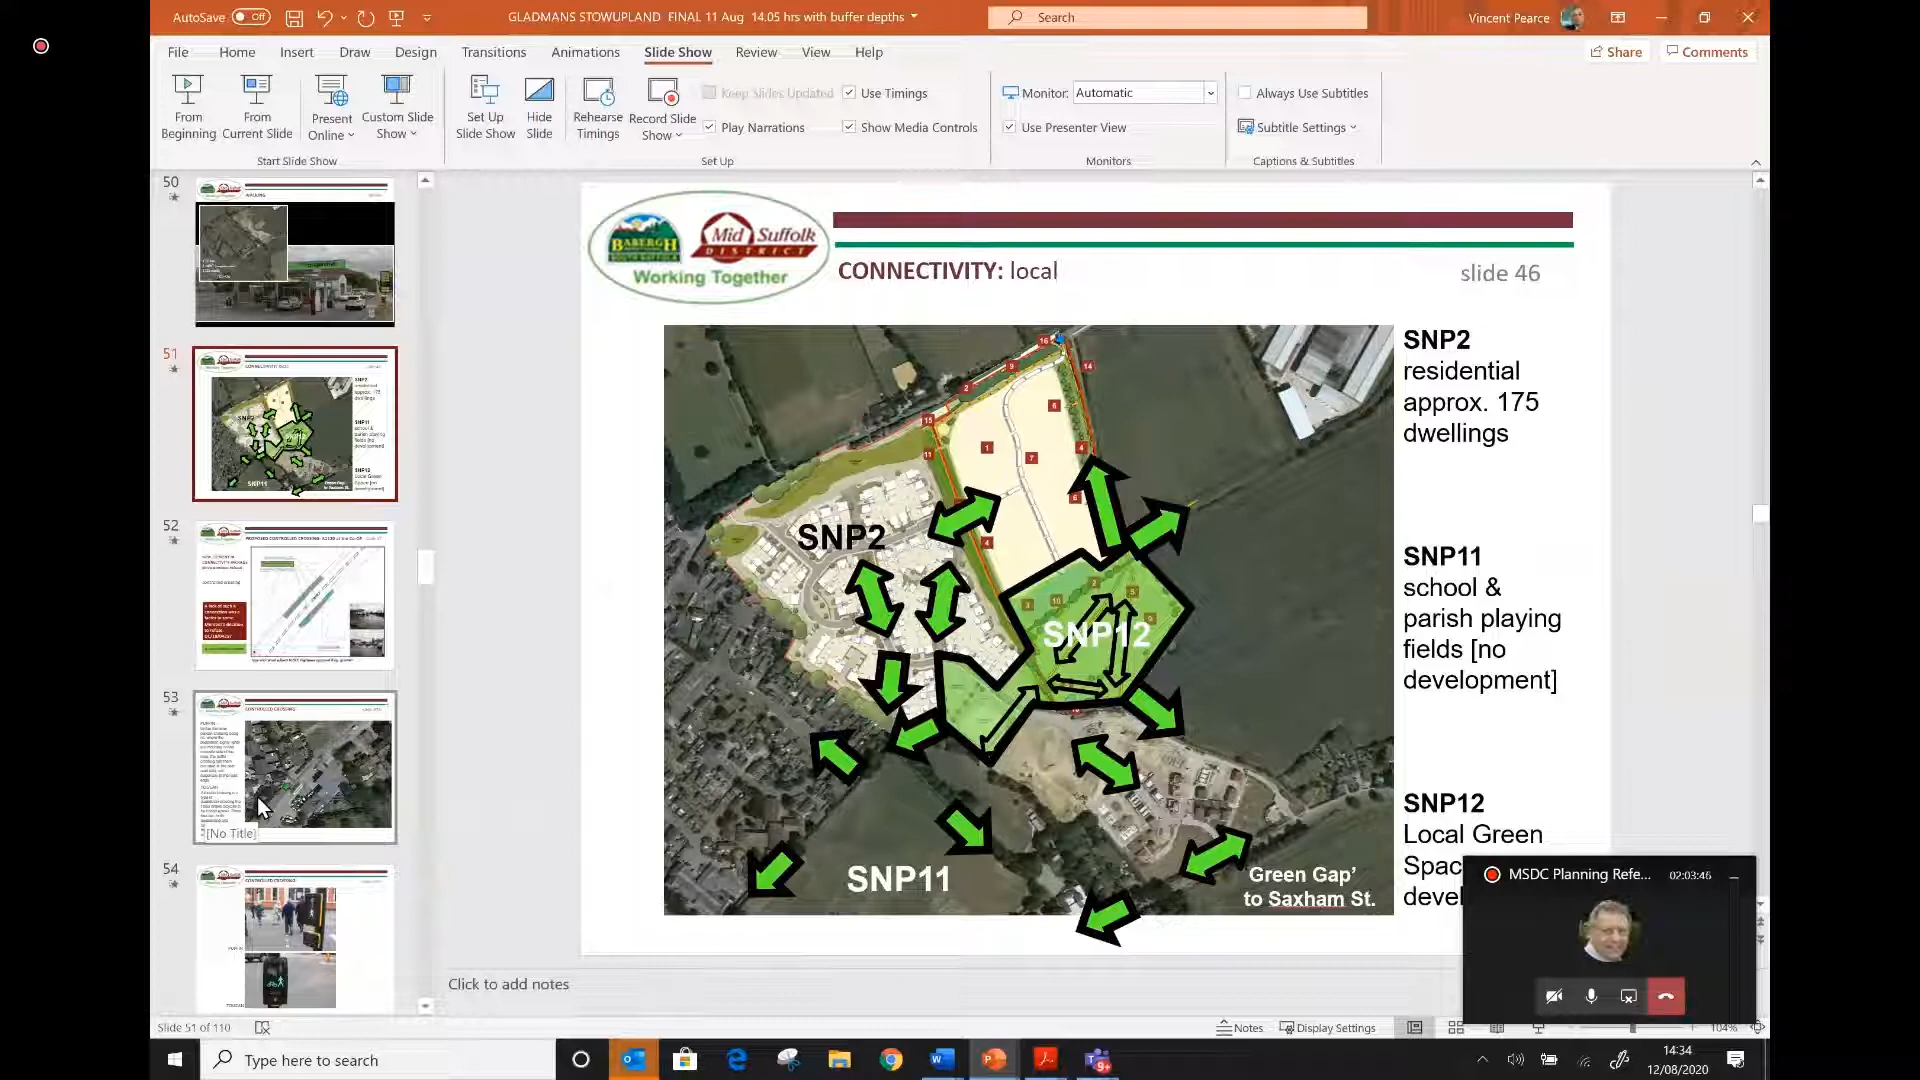 AutoSave Off
GLADMANS STOWUPLAND FINAL 11 Aug 14.05 hrs with buffer depths
Search
Vincent Pearce
File Home Insert Draw Design Transitions Animations Slide Show Review View Help
Share Comments
From Beginning
From Current Slide
Present Online
Custom Slide Show
Set Up Slide Show
Hide Slide
Rehearse Timings
Record Slide Show
Keep Slides Updated
Use Timings
Play Narrations
Show Media Controls
Monitor: Automatic
Use Presenter View
Always Use Subtitles
Subtitle Settings
Start Slide Show
Set Up
Monitors
Captions & Subtitles
50
51
52
53
[No Title]
54
BABERGH
Mid Suffolk
DISTRICT
Working Together
CONNECTIVITY: local
slide 46
SNP2
SNP12
SNP11
Green Gap'
to Saxham St.
SNP2
residential
approx. 175
dwellings
SNP11
school &
parish playing
fields [no
development]
SNP12
Local Green
Spac
devel
MSDC Planning Refe... 02:03:46
Click to add notes
Slide 51 of 110
Notes Display Settings
104%
Type here to search
14:34
12/08/2020